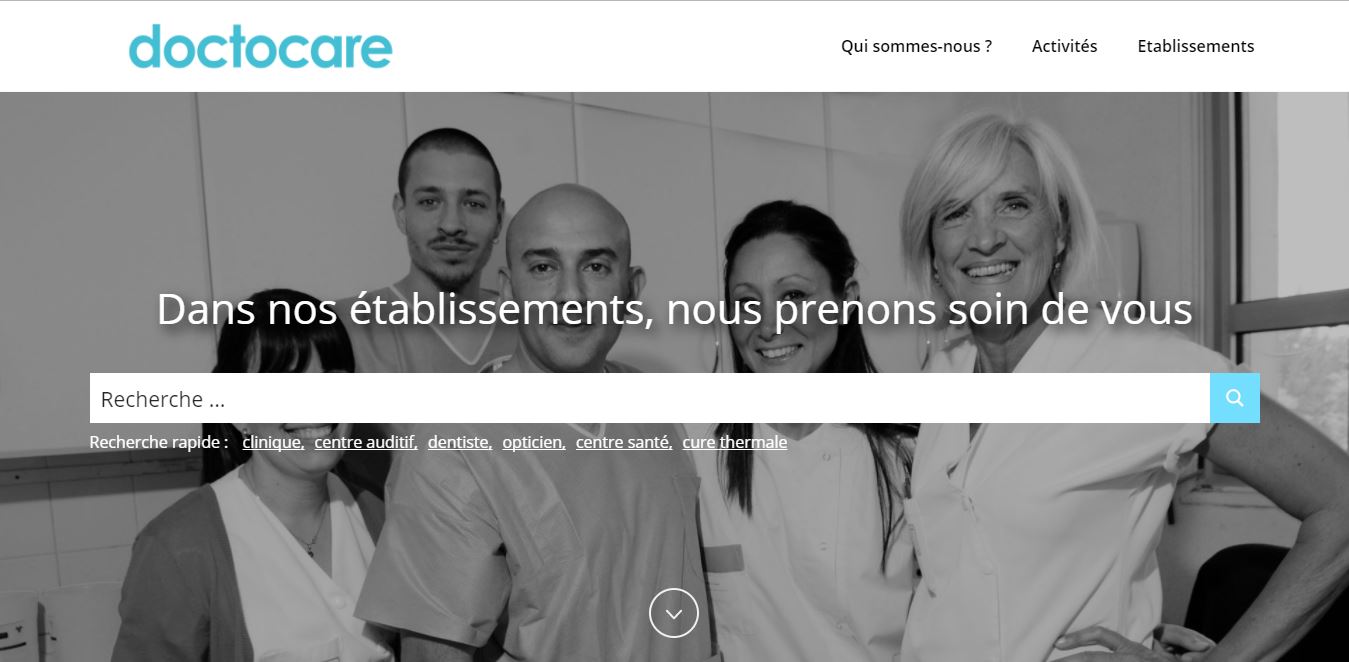 doctocare
Qui sommes-nous ? Activités Etablissements
Dans nos établissements, nous prenons soin de vous
Recherche ...
Recherche rapide : clinique, centre auditif, dentiste, opticien, centre santé, cure thermale